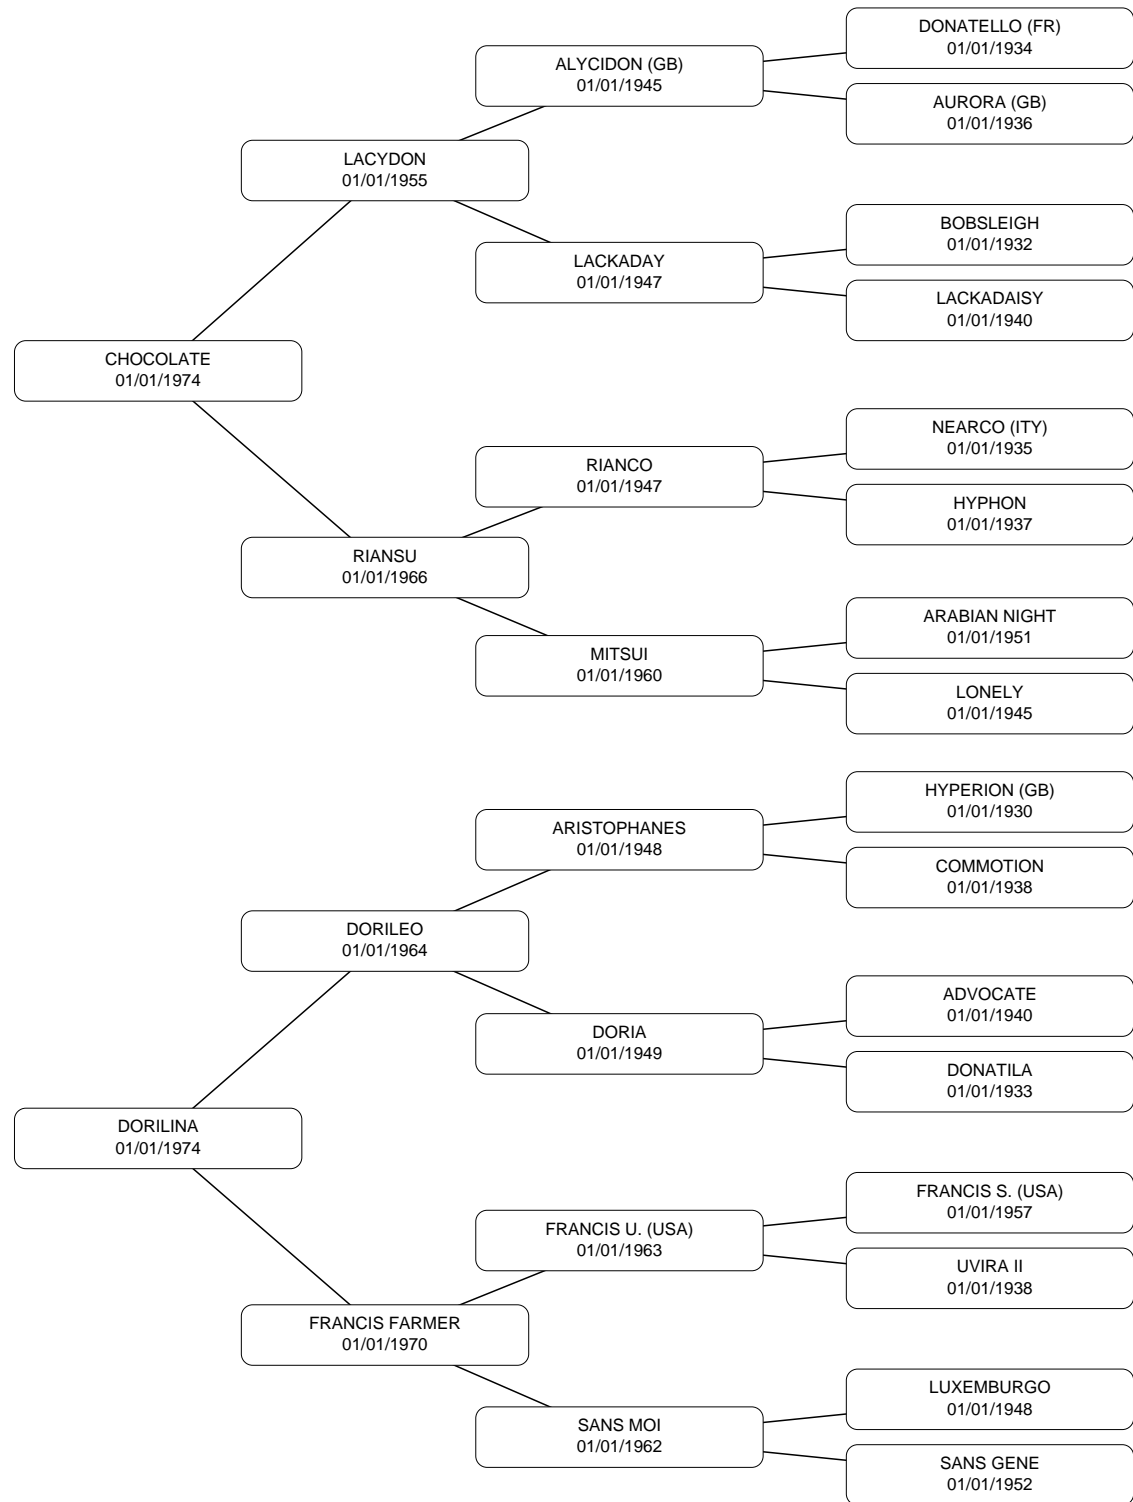 DONATELLO (FR)
01/01/1934
ALYCIDON (GB)
01/01/1945
AURORA (GB)
01/01/1936
LACYDON
01/01/1955
BOBSLEIGH
01/01/1932
LACKADAY
01/01/1947
LACKADAISY
01/01/1940
CHOCOLATE
01/01/1974
NEARCO (ITY)
01/01/1935
RIANCO
01/01/1947
HYPHON
01/01/1937
RIANSU
01/01/1966
ARABIAN NIGHT
01/01/1951
MITSUI
01/01/1960
LONELY
01/01/1945
HYPERION (GB)
01/01/1930
ARISTOPHANES
01/01/1948
COMMOTION
01/01/1938
DORILEO
01/01/1964
ADVOCATE
01/01/1940
DORIA
01/01/1949
DONATILA
01/01/1933
DORILINA
01/01/1974
FRANCIS S. (USA)
01/01/1957
FRANCIS U. (USA)
01/01/1963
UVIRA II
01/01/1938
FRANCIS FARMER
01/01/1970
LUXEMBURGO
01/01/1948
SANS MOI
01/01/1962
SANS GENE
01/01/1952